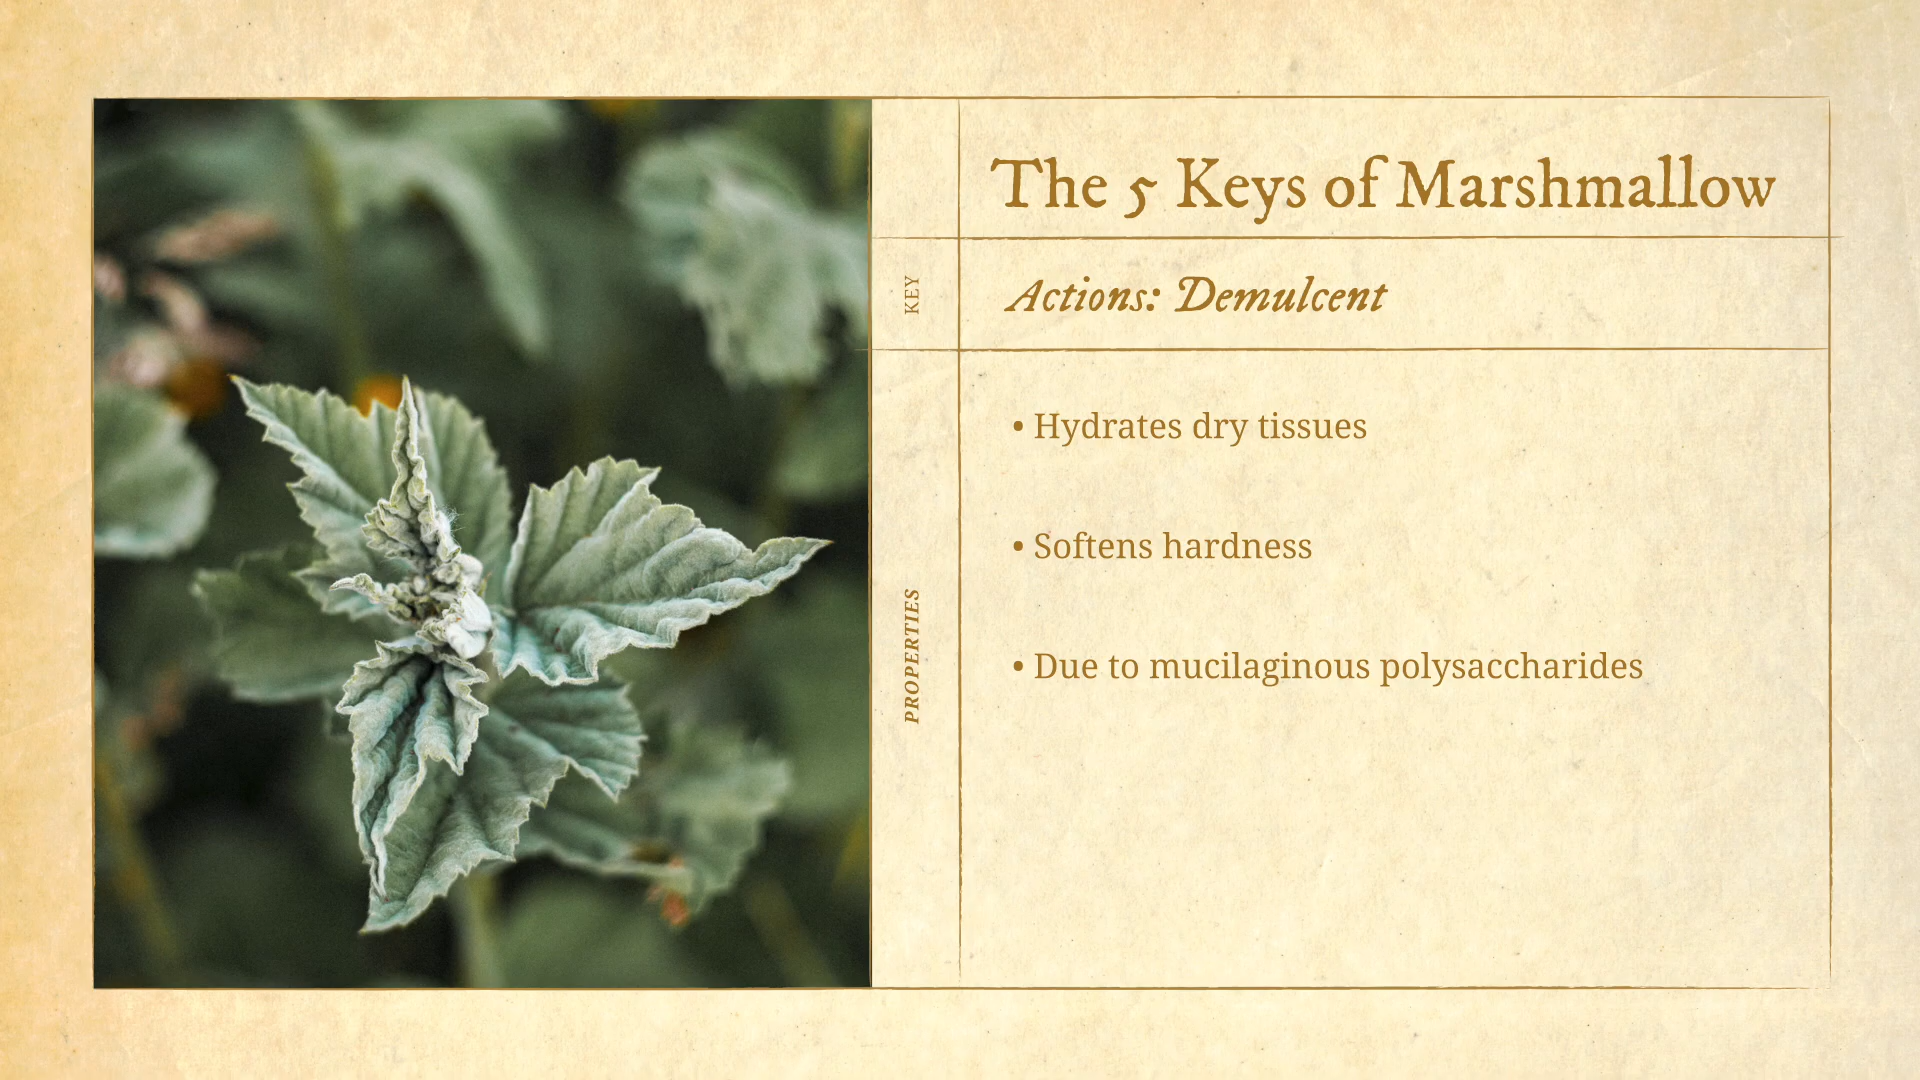 The 5 Keys of Marshmallow
KEY
Actions: Demulcent
PROPERTIES
• Hydrates dry tissues
• Softens hardness
• Due to mucilaginous polysaccharides